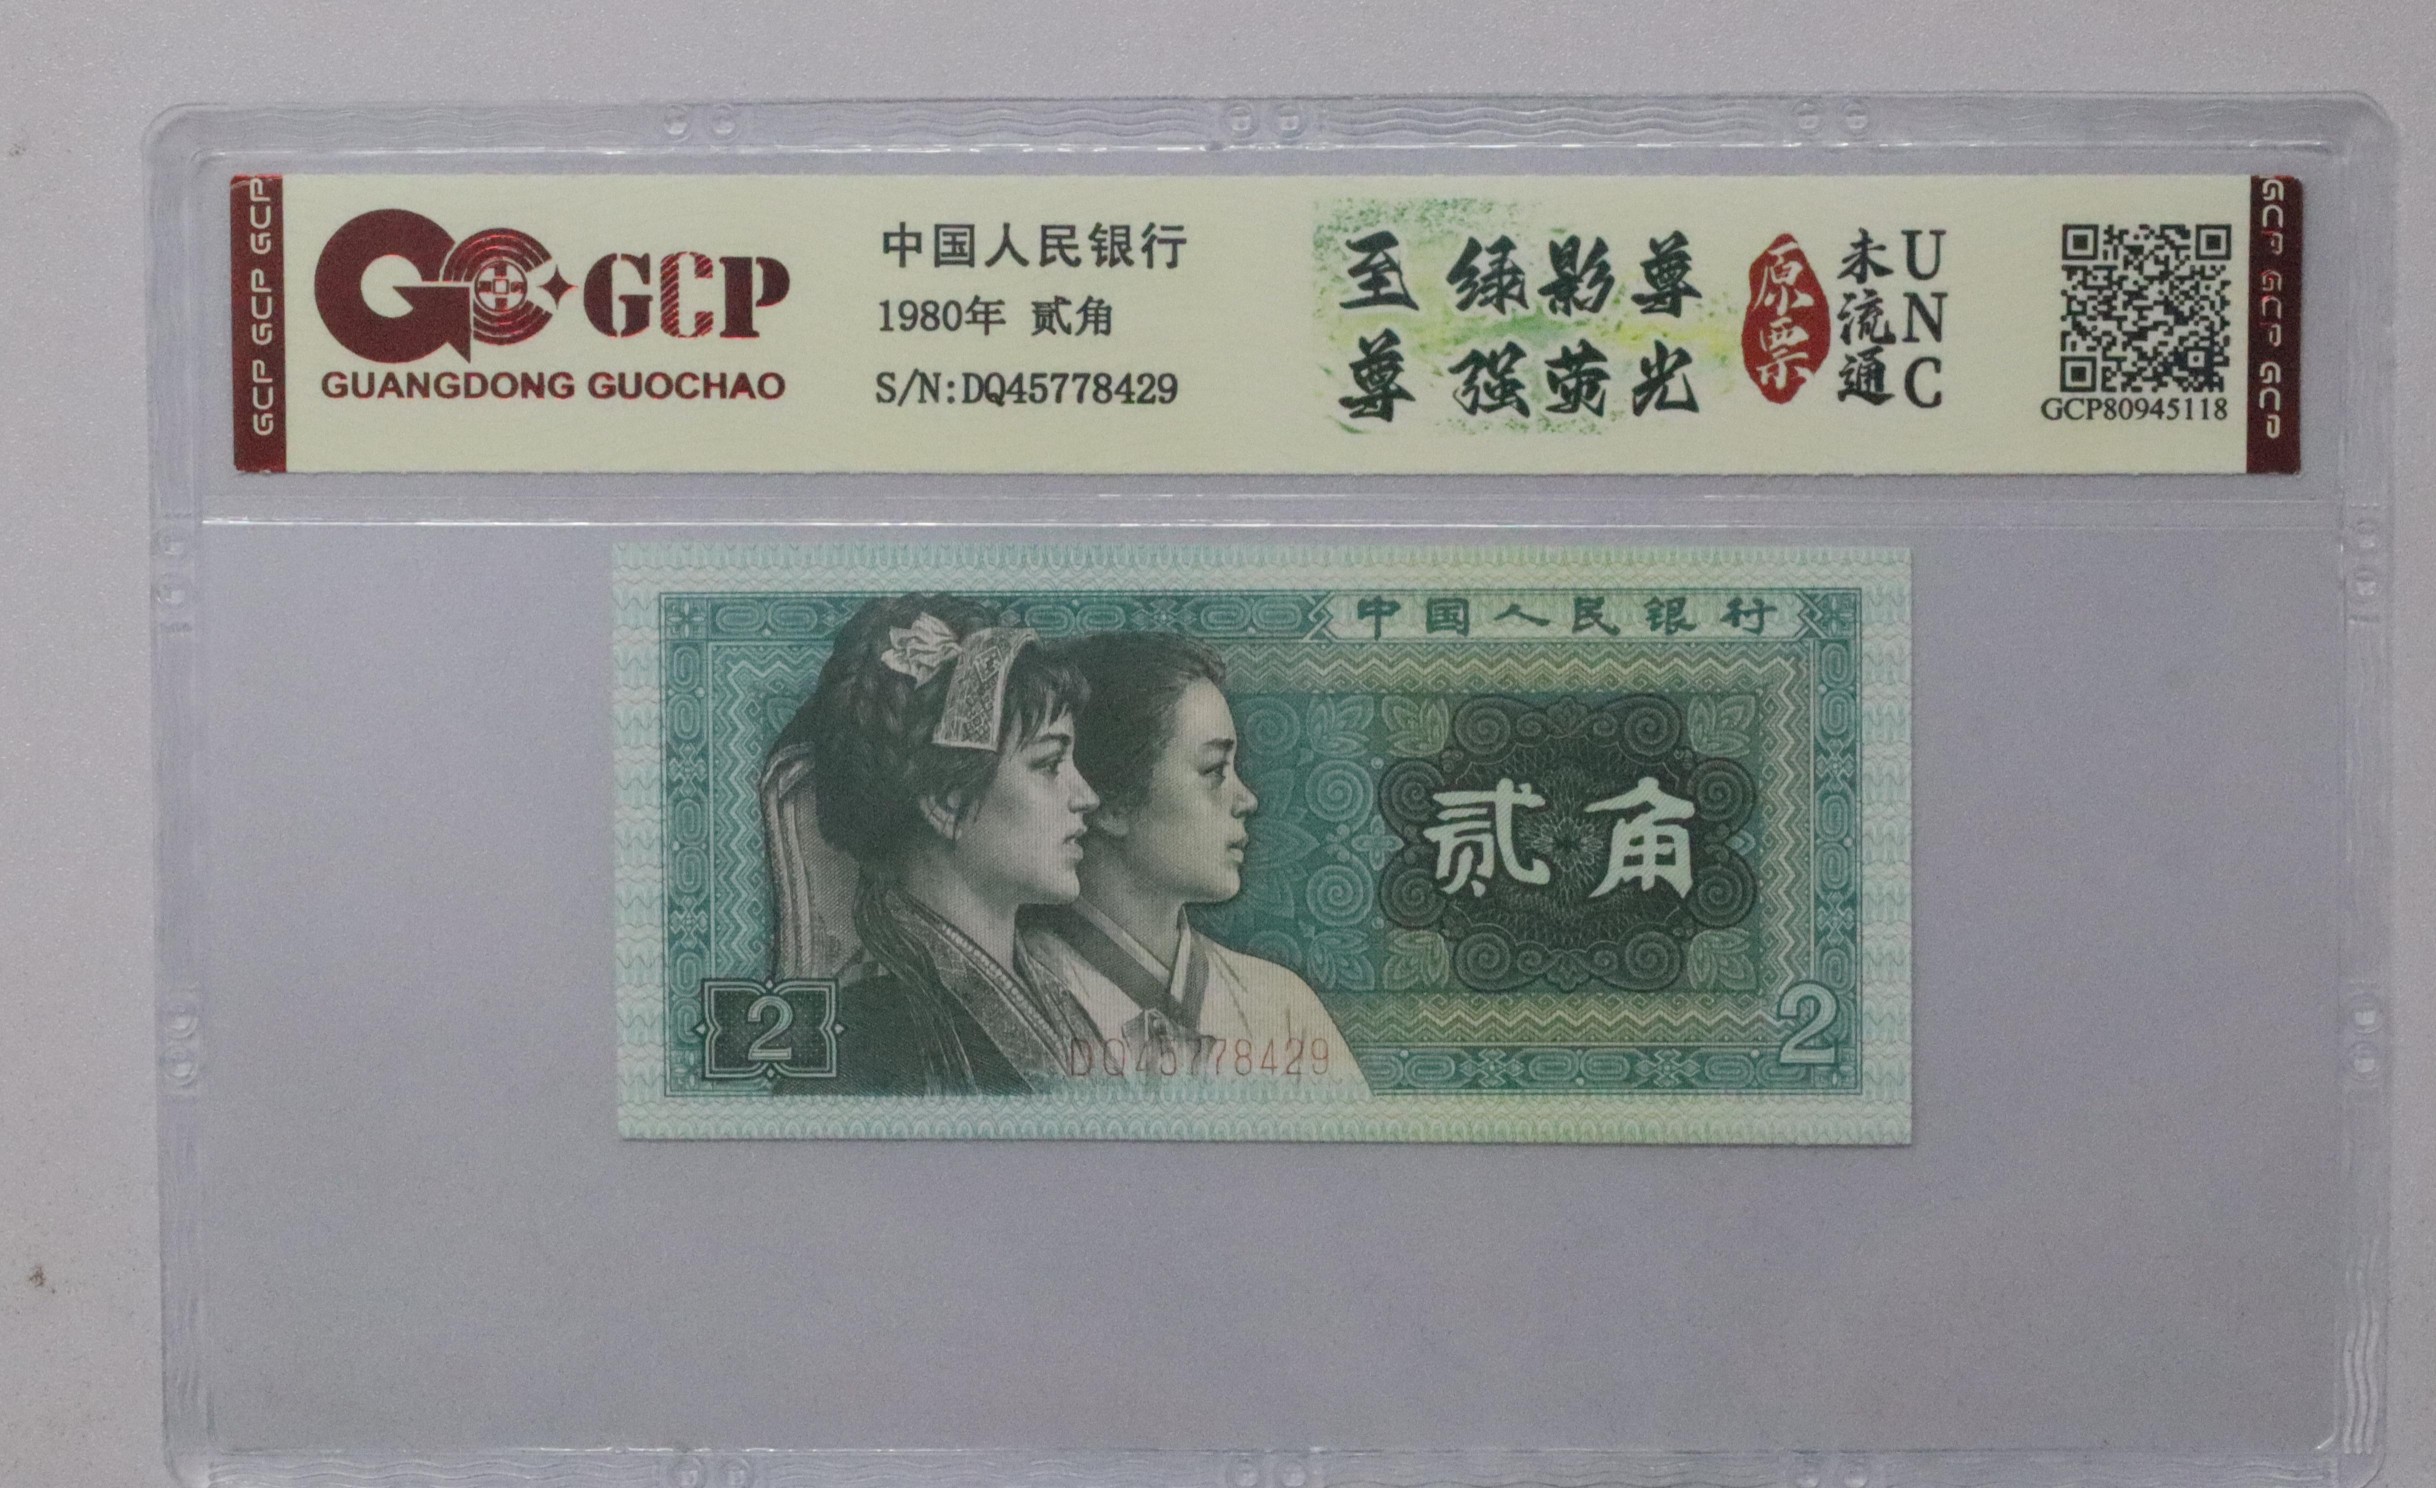 GCP GCP GCP
GCP
GUANGDONG GUOCHAO
中国人民银行
1980年 贰角
S/N:DQ45778429
至尊
绿影尊
强荧光
原票
未流通
UNC
GCP80945118
GCP GCP GCP
中国人民银行
贰角
2
2
DQ45778429